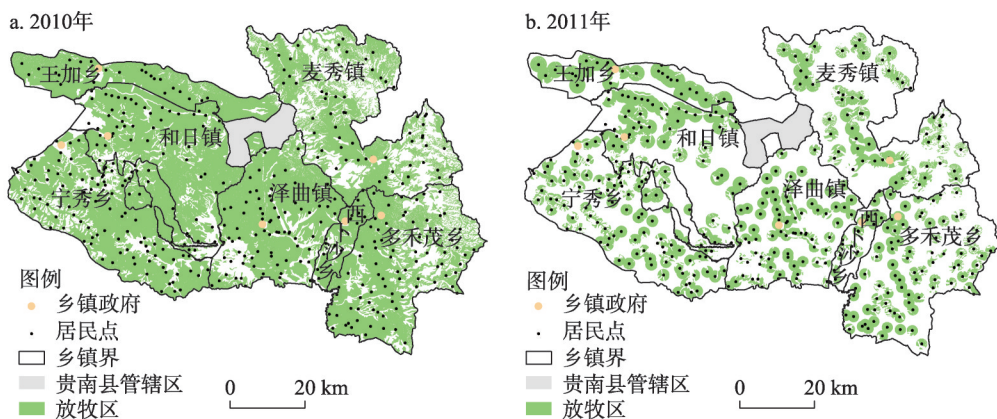 a. 2010年
王加乡
麦秀镇
和日镇
宁秀乡
泽曲镇
西卜沙乡
多禾茂乡
图例
乡镇政府
居民点
乡镇界
贵南县管辖区
放牧区
0 20 km
b. 2011年
王加乡
麦秀镇
和日镇
宁秀乡
泽曲镇
西卜沙乡
多禾茂乡
图例
乡镇政府
居民点
乡镇界
贵南县管辖区
放牧区
0 20 km